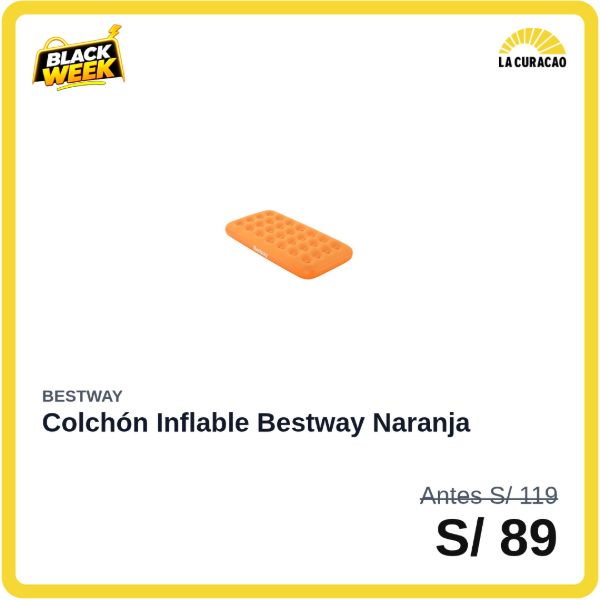 BLACK
WEEK
LA CURACAO
BESTWAY
Colchón Inflable Bestway Naranja
Antes S/ 119
S/ 89